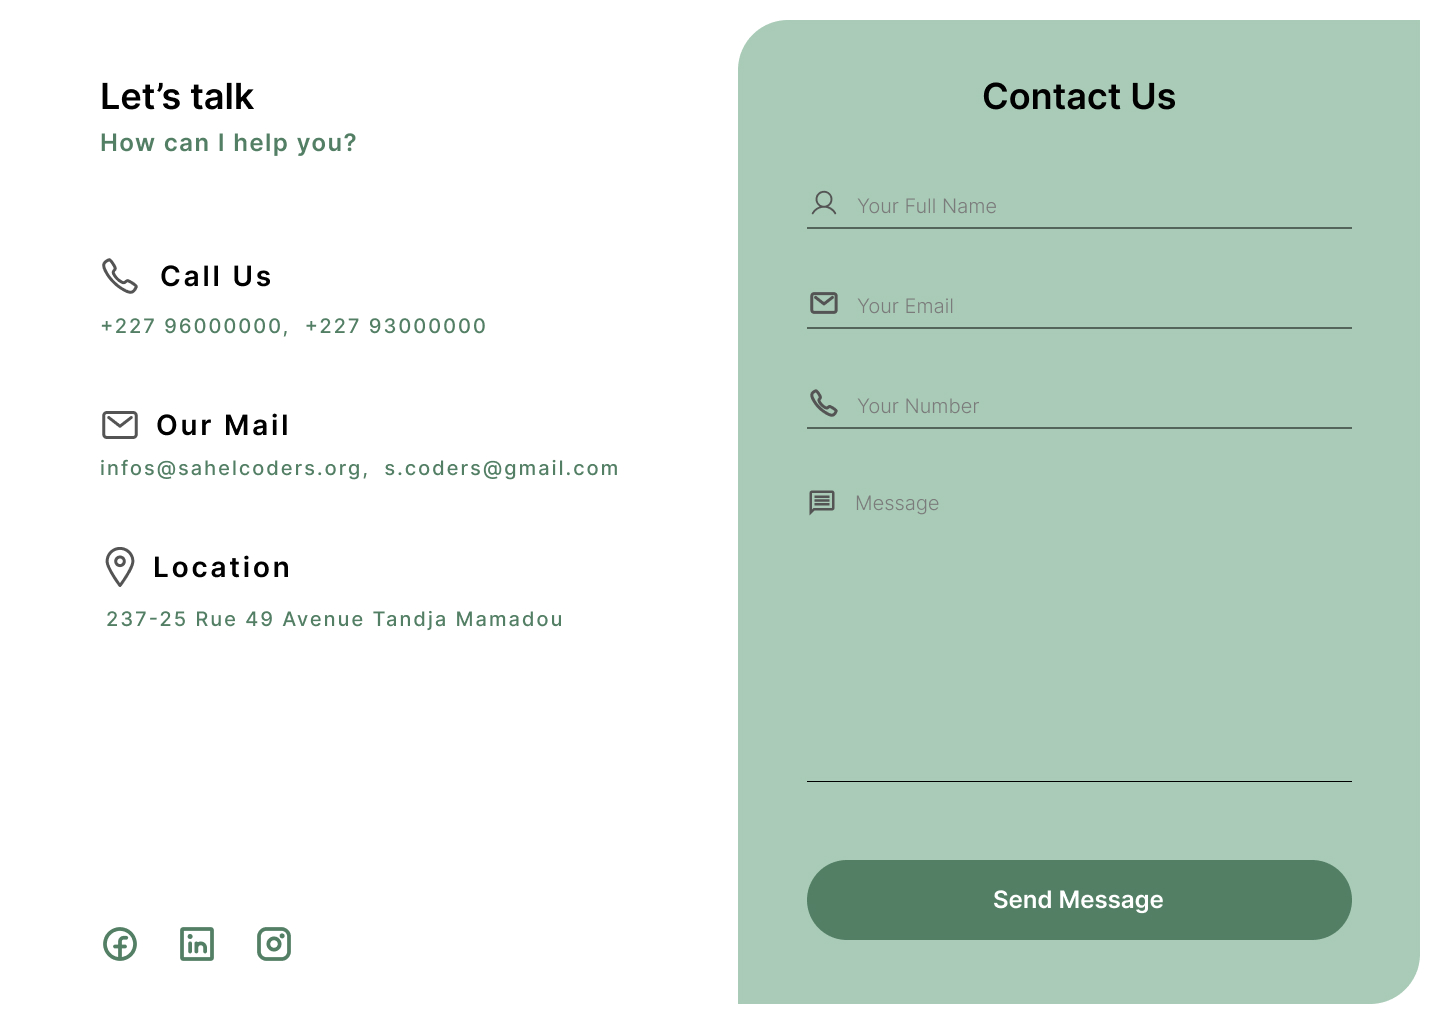 Let’s talk
How can I help you?
Call Us
+227 96000000,  +227 93000000
Our Mail
infos@sahelcoders.org,  s.coders@gmail.com
Location
237-25 Rue 49 Avenue Tandja Mamadou
Contact Us
Your Full Name
Your Email
Your Number
Message
Send Message